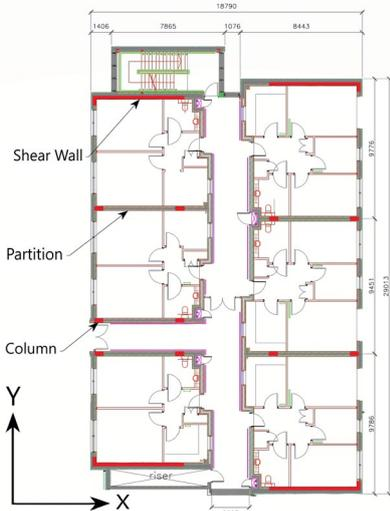 18790
1406
7865
1076
8443
Shear Wall
9776
Partition
29013
9451
Column
9786
Y
riser
X